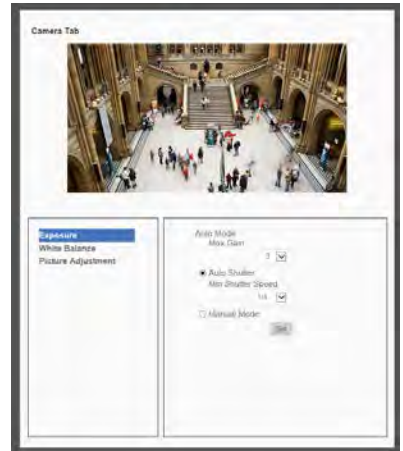 Camera Tab
Exposure
White Balance
Picture Adjustment
Auto Mode
Max Gain
3
Auto Shutter
Min Shutter Speed
Manual Mode
Set